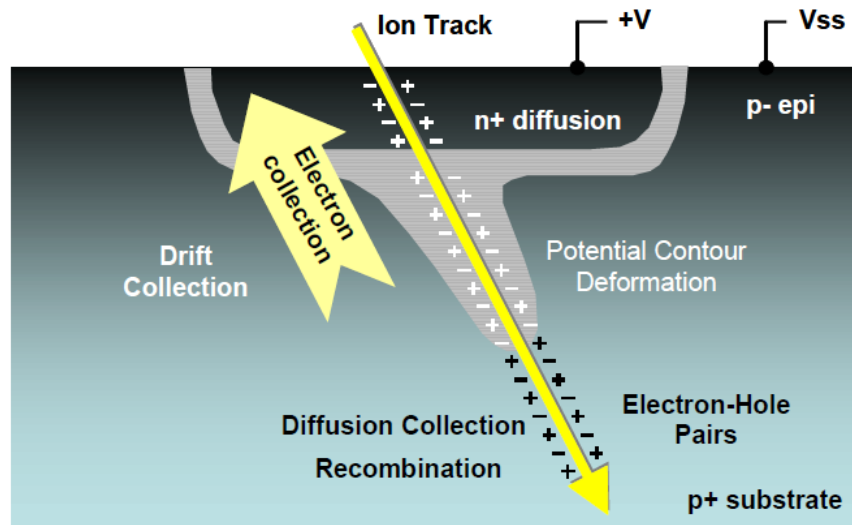 Ion Track
+V
Vss
n+ diffusion
p- epi
Electron
collection
Drift
Collection
Potential Contour
Deformation
Diffusion Collection
Recombination
Electron-Hole
Pairs
p+ substrate